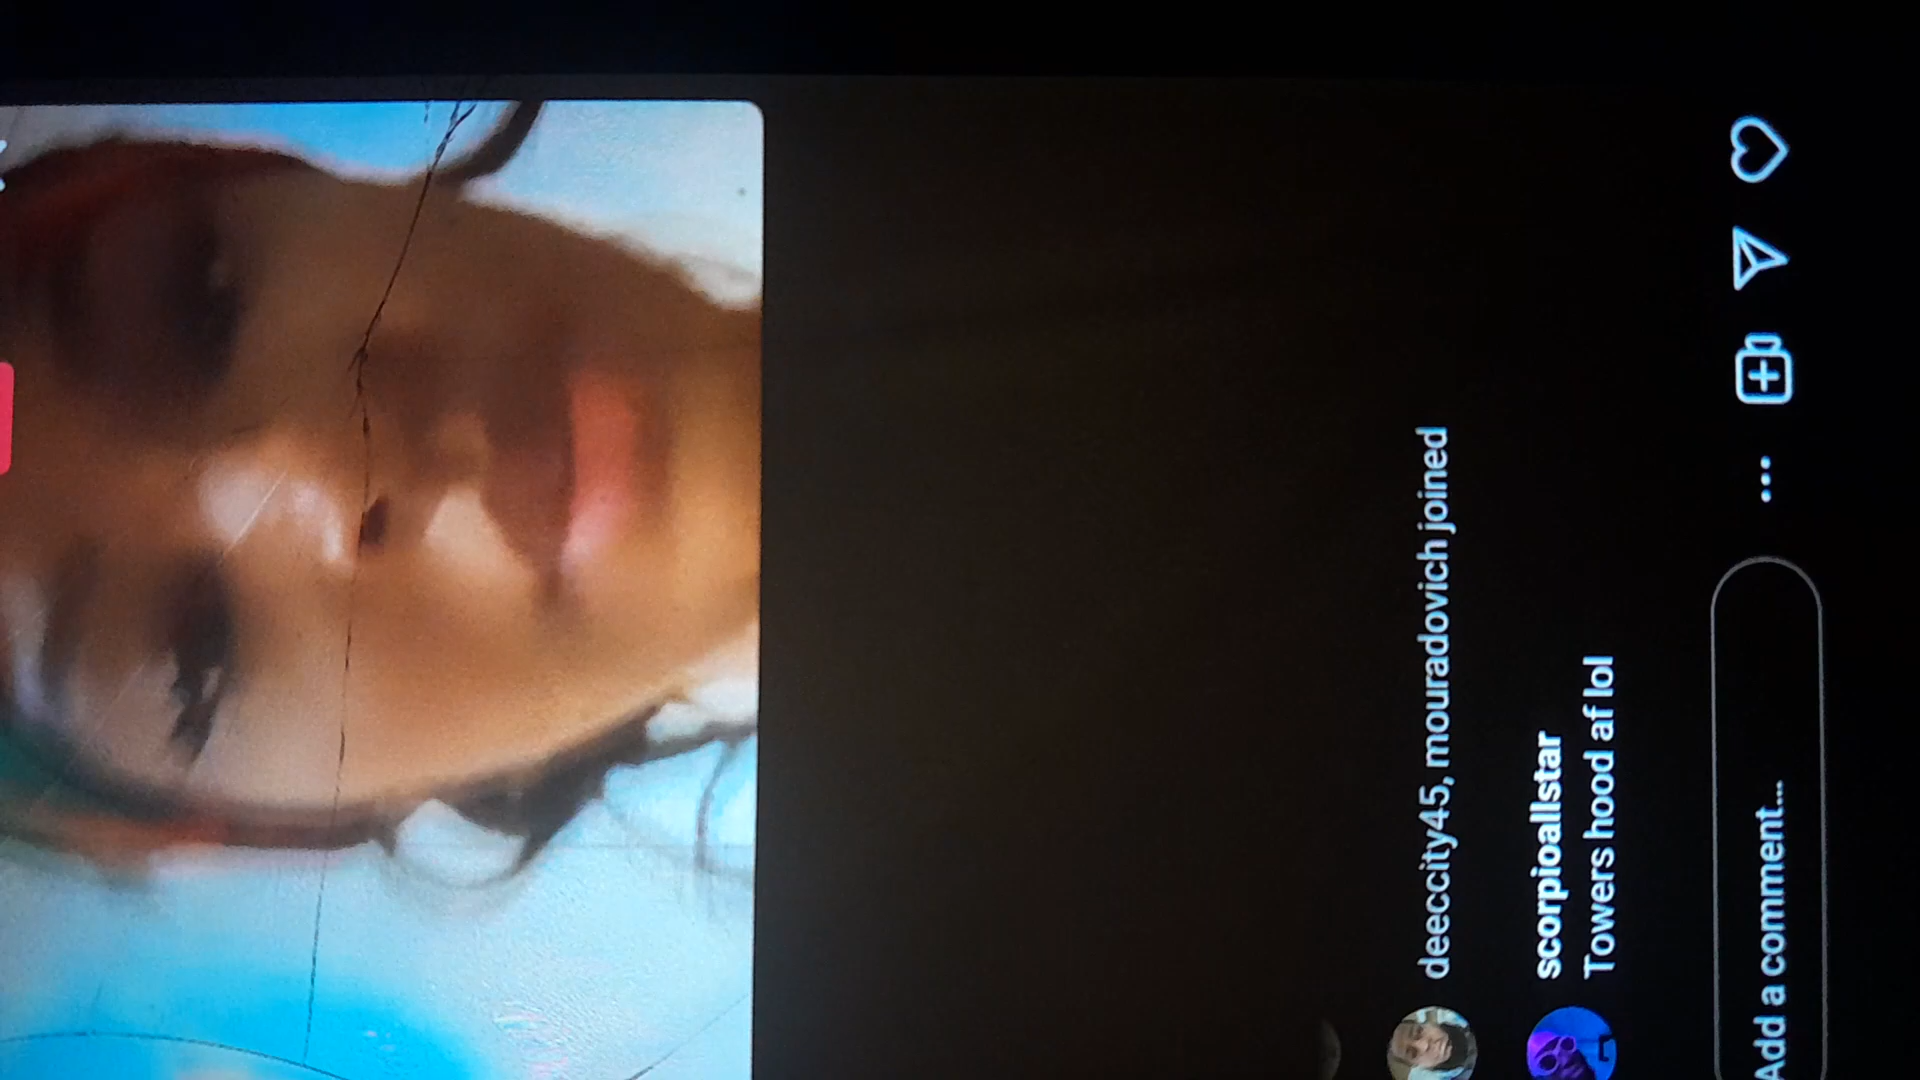 deeccity45, mouradovich joined
scorpioallstar
Towers hood af lol
Add a comment...